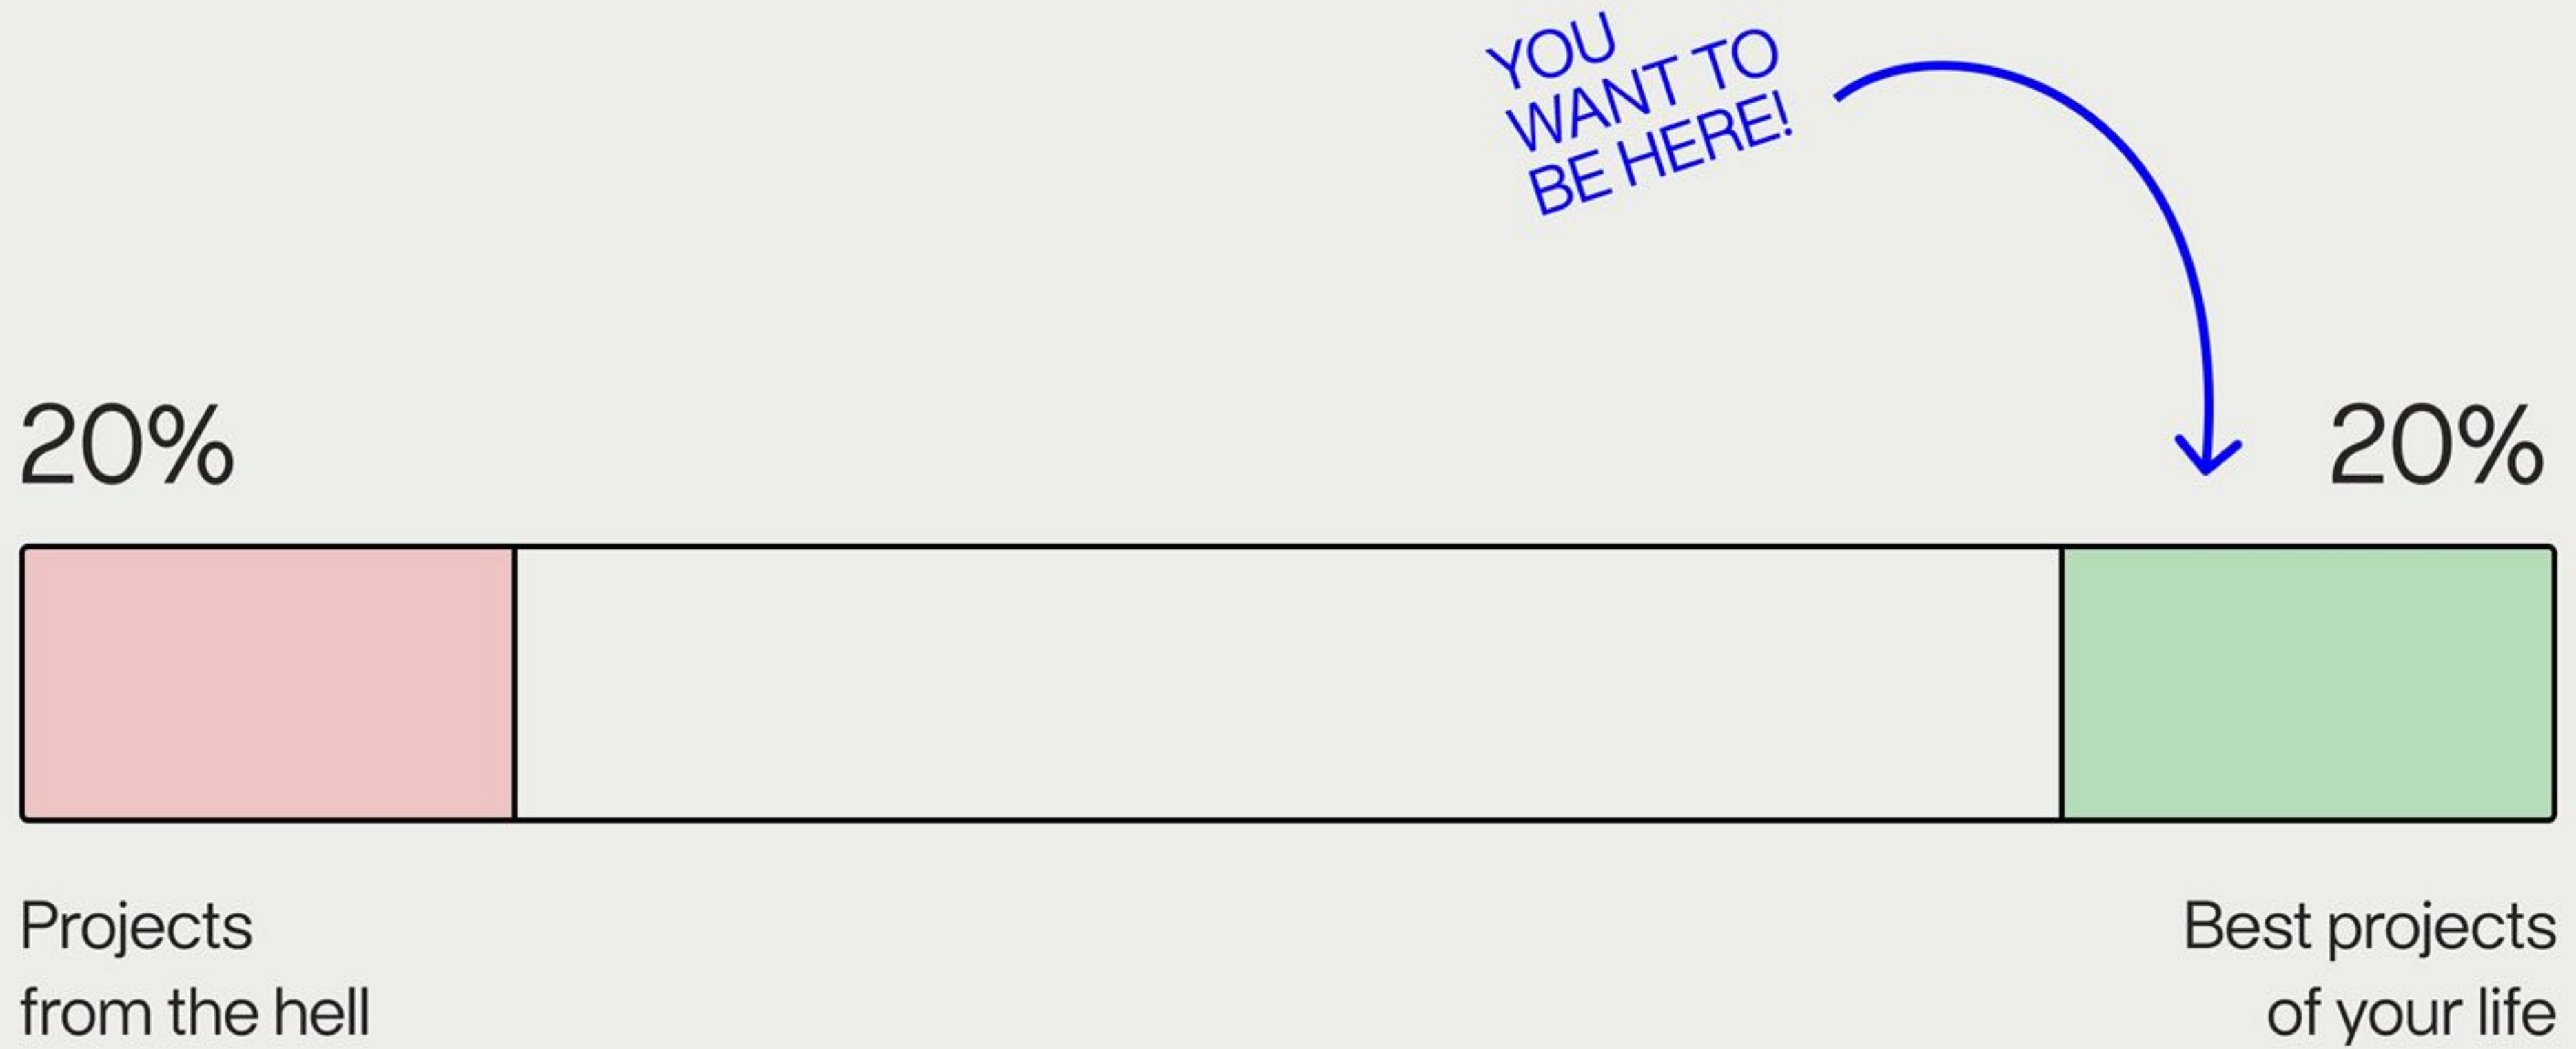 YOU
WANT TO
BE HERE!
20%
20%
Projects
from the hell
Best projects
of your life